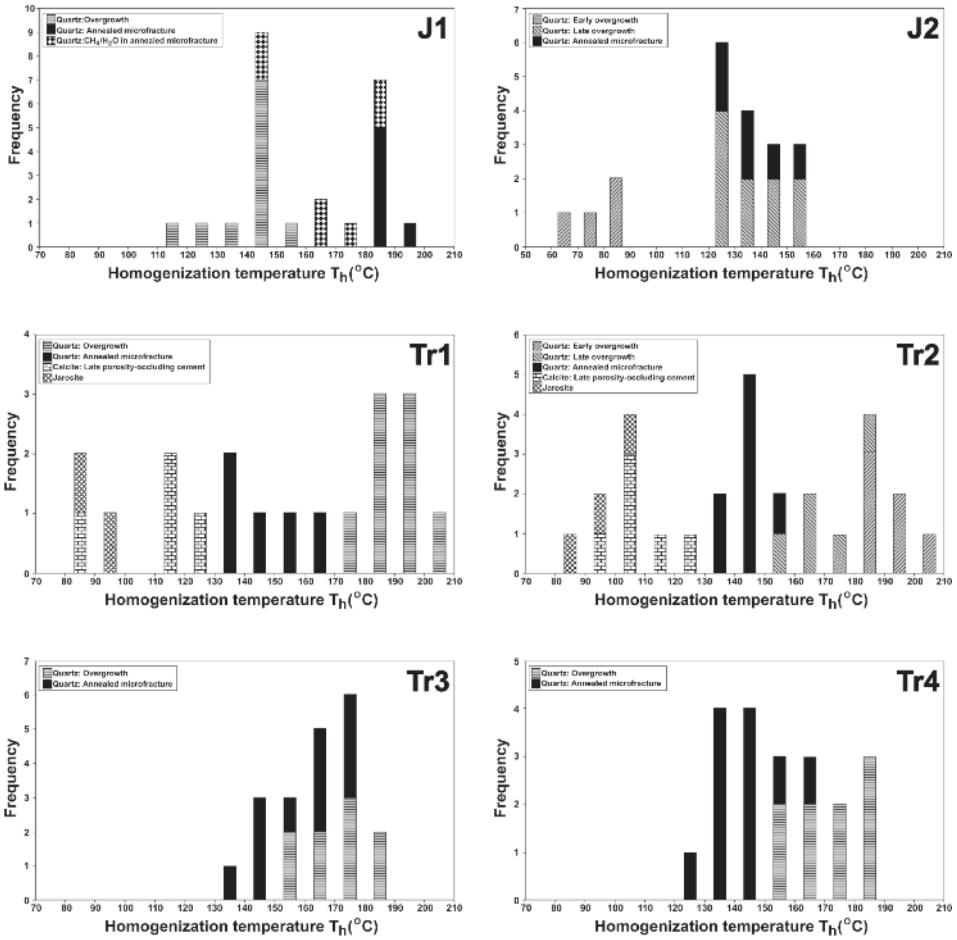 J1
Quartz:Overgrowth
Quartz: Annealed microfracture
Quartz:CH4/H2O in annealed microfracture
Frequency
10
9
8
7
6
5
4
3
2
1
0
70 80 90 100 110 120 130 140 150 160 170 180 190 200 210
Homogenization temperature Th(°C)
J2
Quartz: Early overgrowth
Quartz: Late overgrowth
Quartz: Annealed microfracture
Frequency
7
6
5
4
3
2
1
0
50 60 70 80 90 100 110 120 130 140 150 160 170 180 190 200 210
Homogenization temperature Th(°C)
Tr1
Quartz: Overgrowth
Quartz: Annealed microfracture
Calcite: Late porosity-occluding cement
Jarosite
Frequency
4
3
2
1
0
70 80 90 100 110 120 130 140 150 160 170 180 190 200 210
Homogenization temperature Th(°C)
Tr2
Quartz: Early overgrowth
Quartz: Late overgrowth
Quartz: Annealed microfracture
Calcite: Late porosity-occluding cement
Jarosite
Frequency
6
5
4
3
2
1
0
70 80 90 100 110 120 130 140 150 160 170 180 190 200 210
Homogenization temperature Th(°C)
Tr3
Quartz: Overgrowth
Quartz: Annealed microfracture
Frequency
7
6
5
4
3
2
1
0
70 80 90 100 110 120 130 140 150 160 170 180 190 200 210
Homogenization temperature Th(°C)
Tr4
Quartz: Overgrowth
Quartz: Annealed microfracture
Frequency
5
4
3
2
1
0
70 80 90 100 110 120 130 140 150 160 170 180 190 200 210
Homogenization temperature Th(°C)